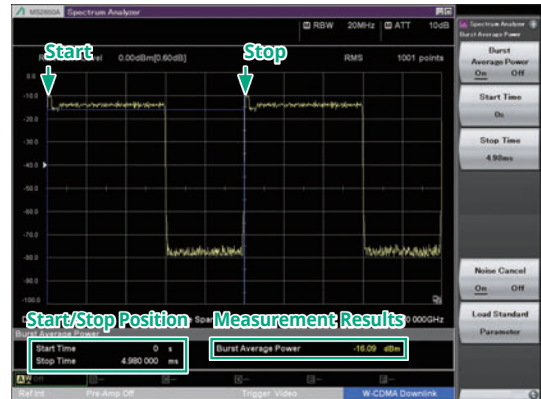 MS2850A Spectrum Analyzer
RBW 20MHz ATT 10dB
Spectrum Analyzer
Burst Average Power
Start Stop
0.00dBm[0.60dB] RMS 1001 points
Burst
Average Power
On Off
0.0
-10.0
-20.0
-30.0
-40.0
-50.0
-60.0
-70.0
-80.0
-90.0
-100.0
Start Time
0s
Stop Time
4.98ms
Noise Cancel
On Off
Load Standard
Parameter
Start/Stop Position Measurement Results
Burst Average Power
Start Time 0 s
Stop Time 4.980 000 ms
Burst Average Power -16.09 dBm
Ref.Int Pre-Amp Off Trigger Video W-CDMA Downlink